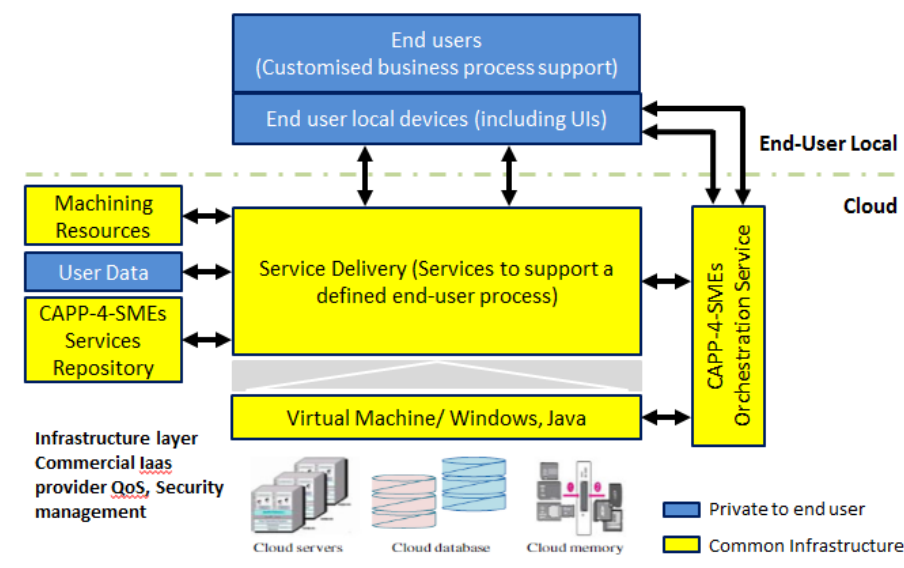 End users
(Customised business process support)
End user local devices (including UIs)
End-User Local
Cloud
Machining
Resources
User Data
CAPP-4-SMEs
Services
Repository
Service Delivery (Services to support a
defined end-user process)
CAPP-4-SMEs
Orchestration Service
Virtual Machine/ Windows, Java
Infrastructure layer
Commercial Iaas
provider QoS, Security
management
Cloud servers
Cloud database
Cloud memory
Private to end user
Common Infrastructure